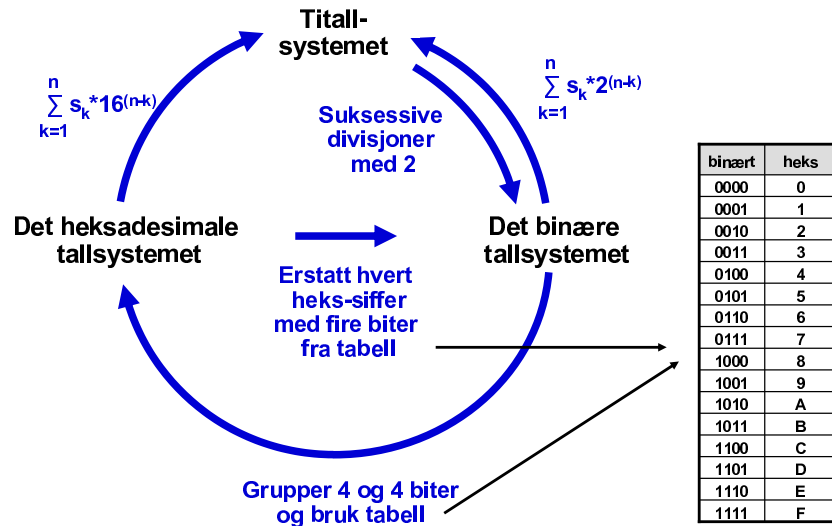 Titall-
systemet
n
∑ s_k*16^(n-k)
k=1
n
∑ s_k*2^(n-k)
k=1
Suksessive
divisjoner
med 2
Det heksadesimale
tallsystemet
Det binære
tallsystemet
Erstatt hvert
heks-siffer
med fire biter
fra tabell
Grupper 4 og 4 biter
og bruk tabell
binært heks
0000 0
0001 1
0010 2
0011 3
0100 4
0101 5
0110 6
0111 7
1000 8
1001 9
1010 A
1011 B
1100 C
1101 D
1110 E
1111 F